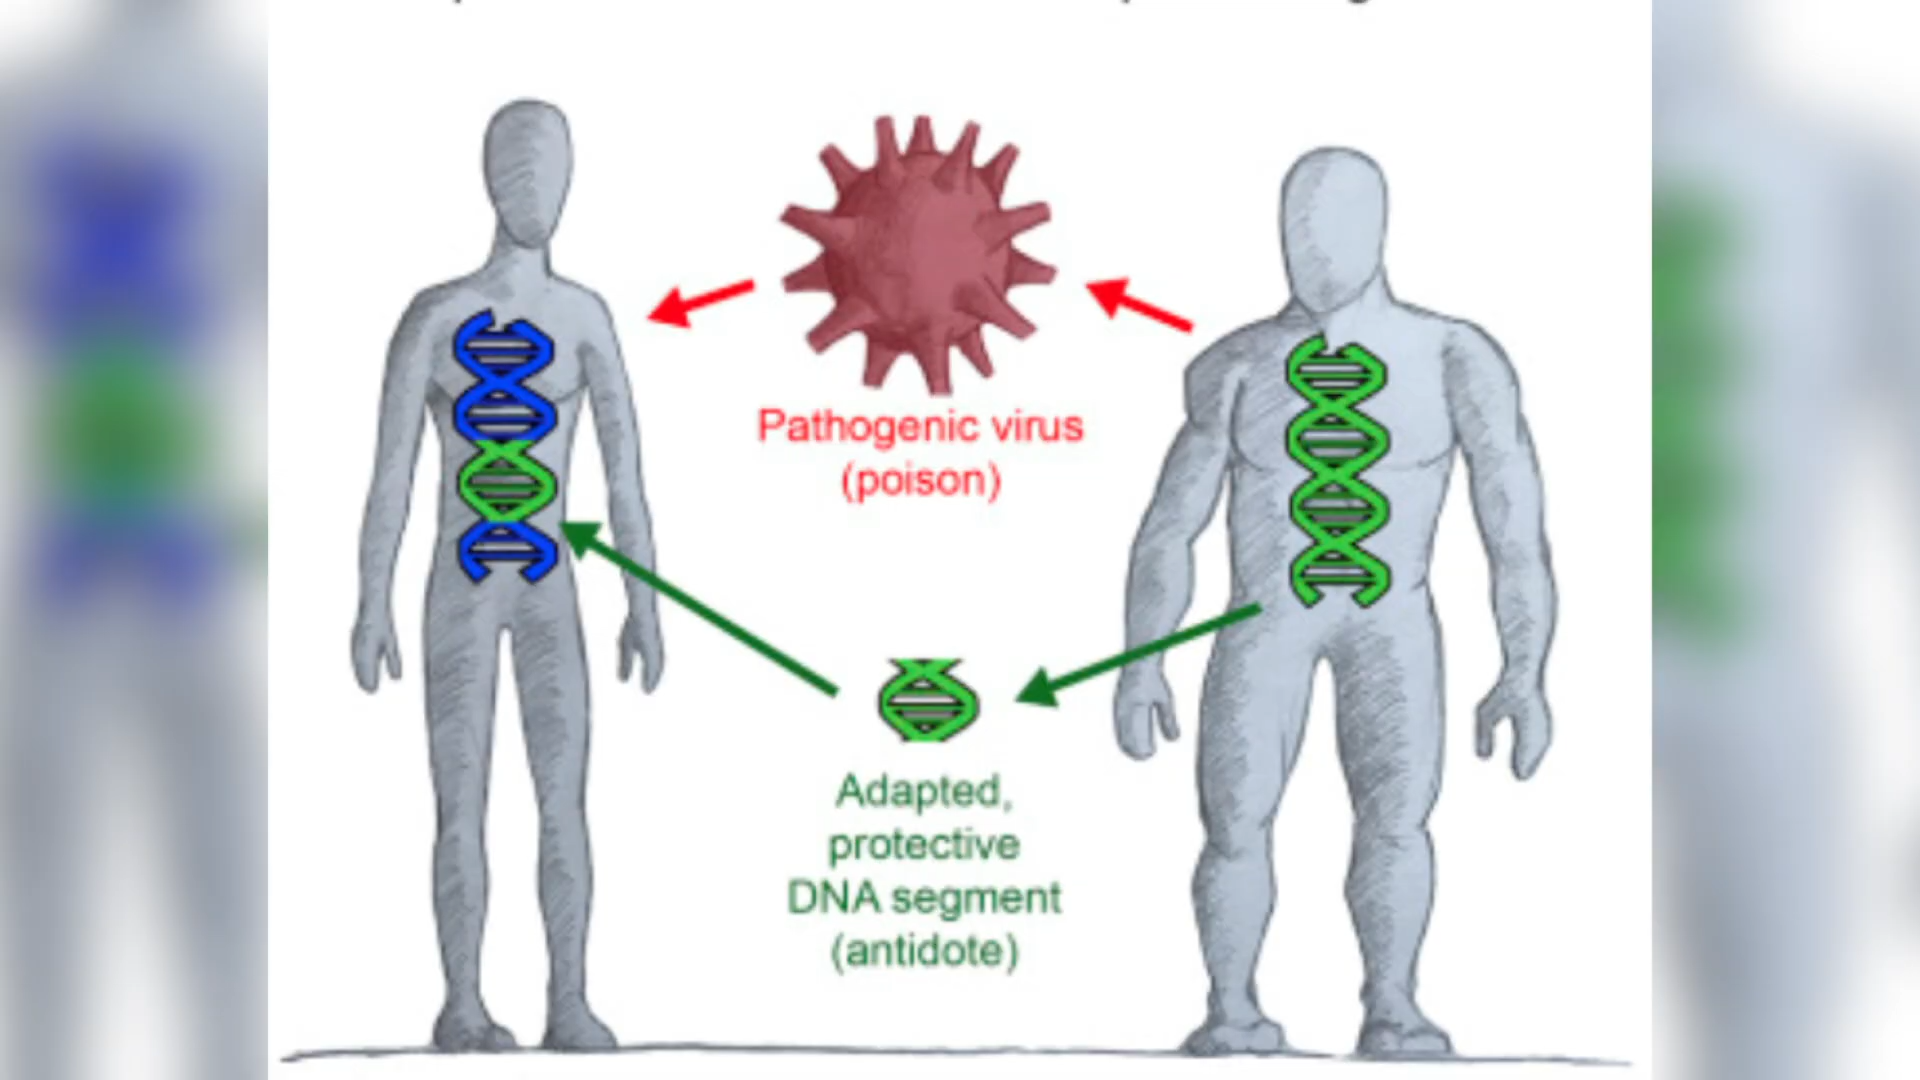 Pathogenic virus
(poison)
Adapted,
protective
DNA segment
(antidote)